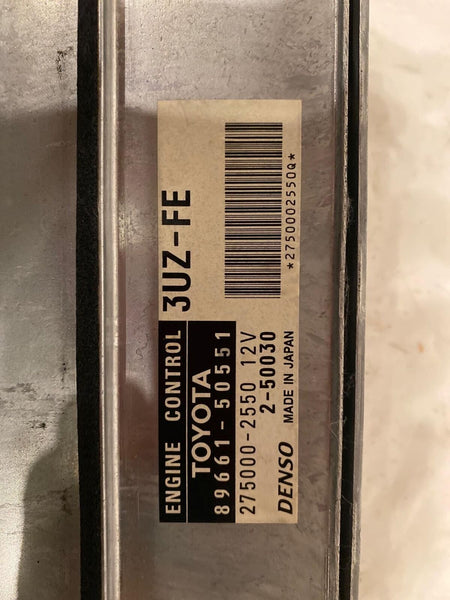 ENGINE CONTROL 3UZ-FE
TOYOTA
89661-50551
275000-2550 12V
2-50030
DENSO MADE IN JAPAN
*2750002550Q*